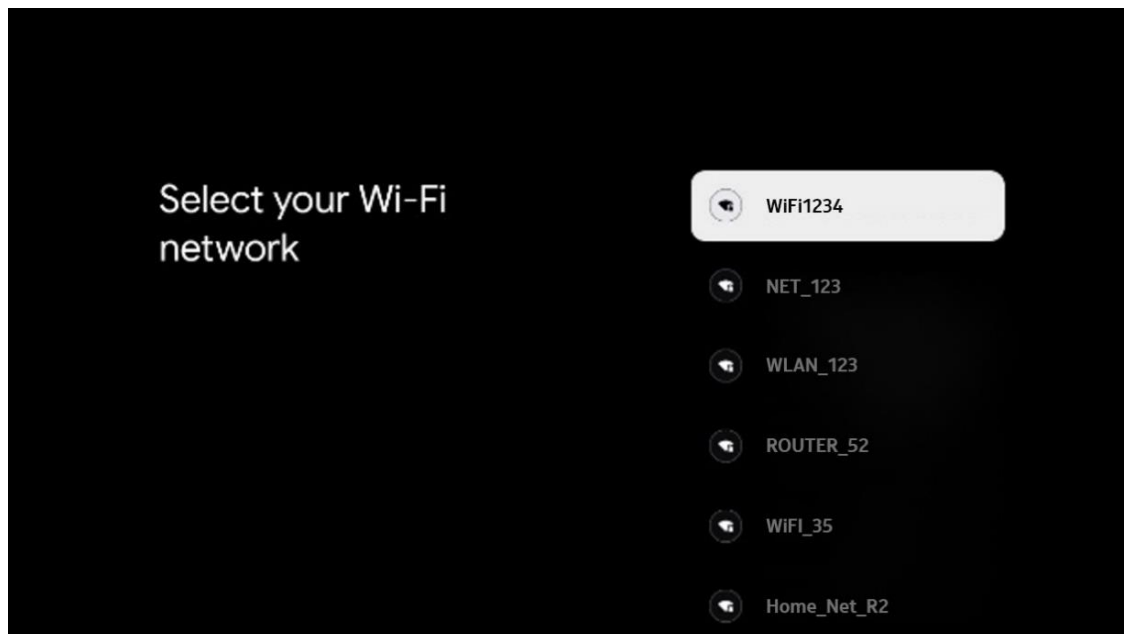 Select your Wi-Fi
network
WiFi1234
NET_123
WLAN_123
ROUTER_52
WiFI_35
Home_Net_R2